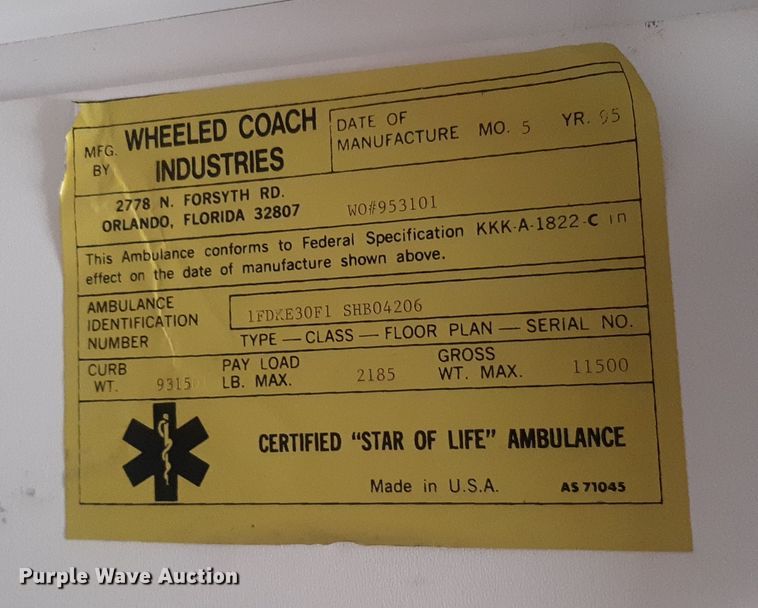 MFG. BY WHEELED COACH INDUSTRIES
DATE OF MANUFACTURE MO. 5 YR. 95
2778 N. FORSYTH RD.
ORLANDO, FLORIDA 32807
WO#953101
This Ambulance conforms to Federal Specification KKK-A-1822-C in
effect on the date of manufacture shown above.
AMBULANCE
IDENTIFICATION
NUMBER
1FDKE30F1 SHB04206
TYPE — CLASS — FLOOR PLAN — SERIAL NO.
CURB WT. 9315
PAY LOAD LB. MAX. 2185
GROSS WT. MAX. 11500
CERTIFIED "STAR OF LIFE" AMBULANCE
Made in U.S.A. AS 71045
Purple Wave Auction